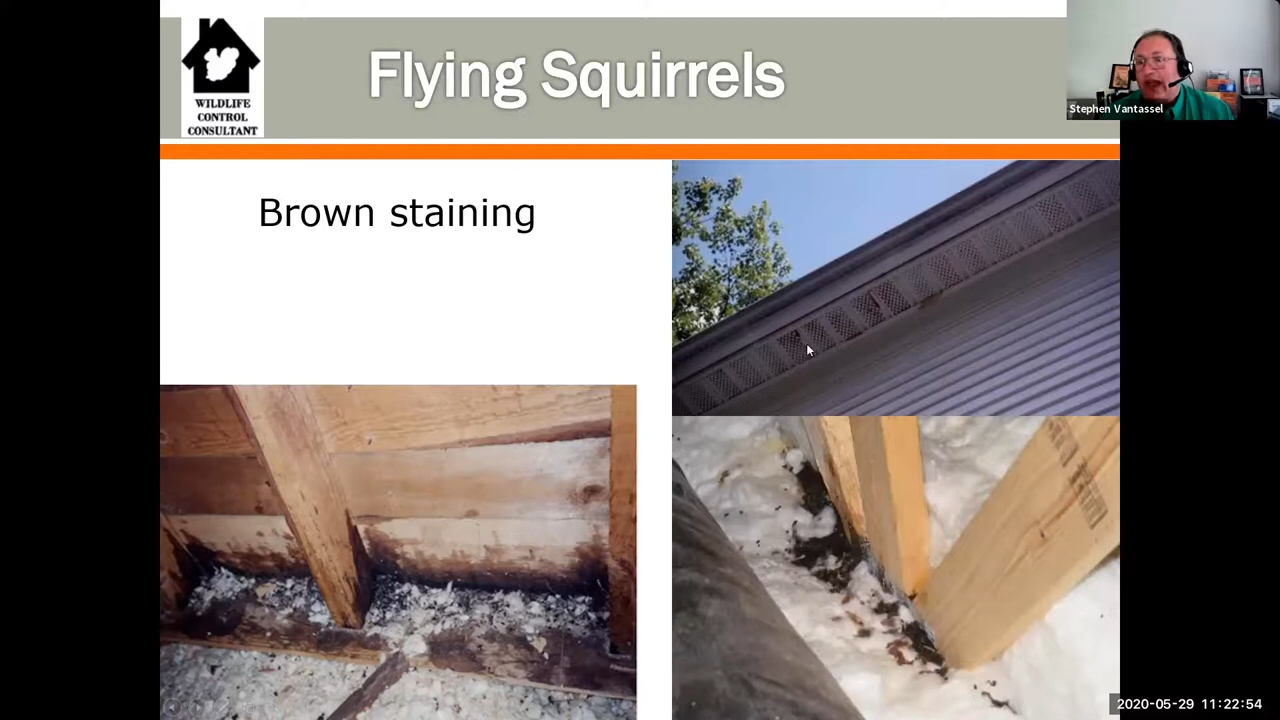 Flying Squirrels
WILDLIFE
CONTROL
CONSULTANT
Stephen Vantassel
Brown staining
2020-05-29 11:22:54